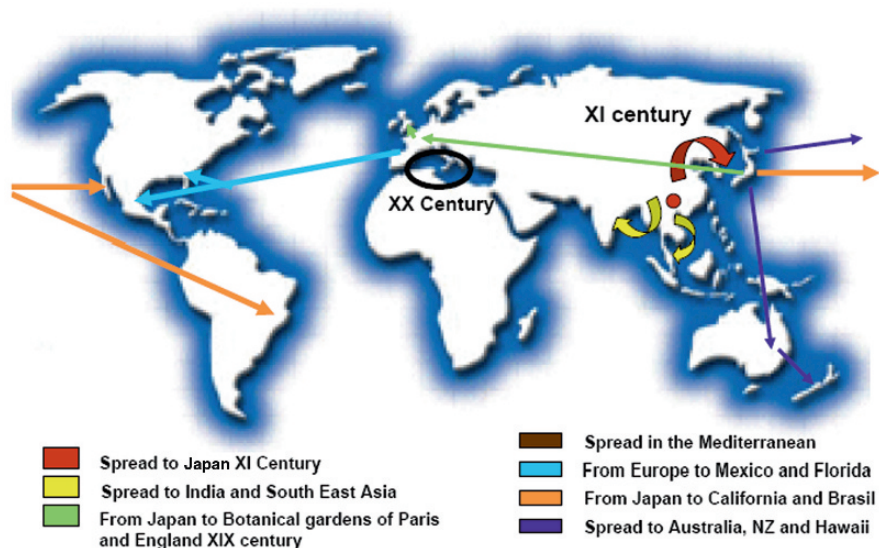 XI century
XX Century
Spread to Japan XI Century
Spread to India and South East Asia
From Japan to Botanical gardens of Paris
and England XIX century
Spread in the Mediterranean
From Europe to Mexico and Florida
From Japan to California and Brasil
Spread to Australia, NZ and Hawaii